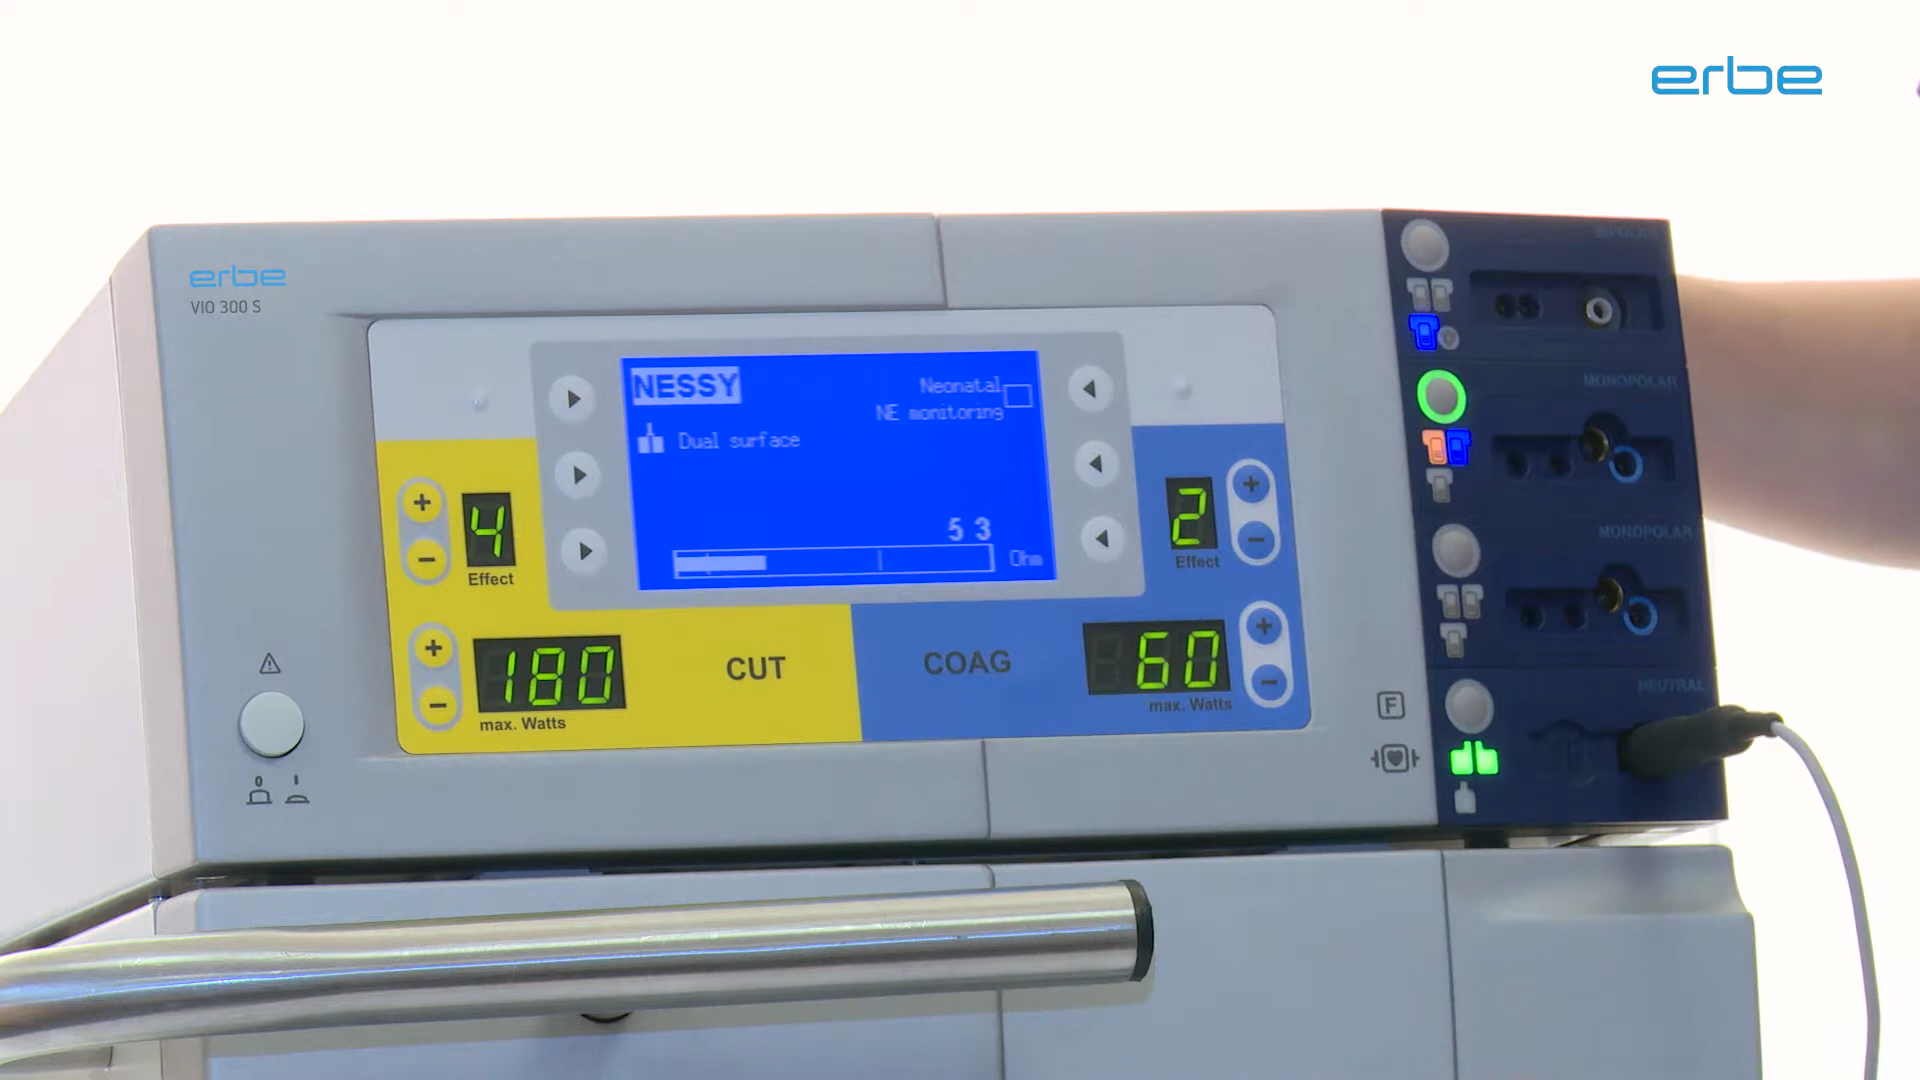 erbe
erbe
VIO 300 S
NESSY
Neonatal
NE monitoring
Dual surface
53
Ohm
+
4
−
Effect
+
180
−
max. Watts
CUT
COAG
2
+
−
Effect
60
+
−
max. Watts
0 I
F
BIPOLAR
MONOPOLAR
MONOPOLAR
NEUTRAL